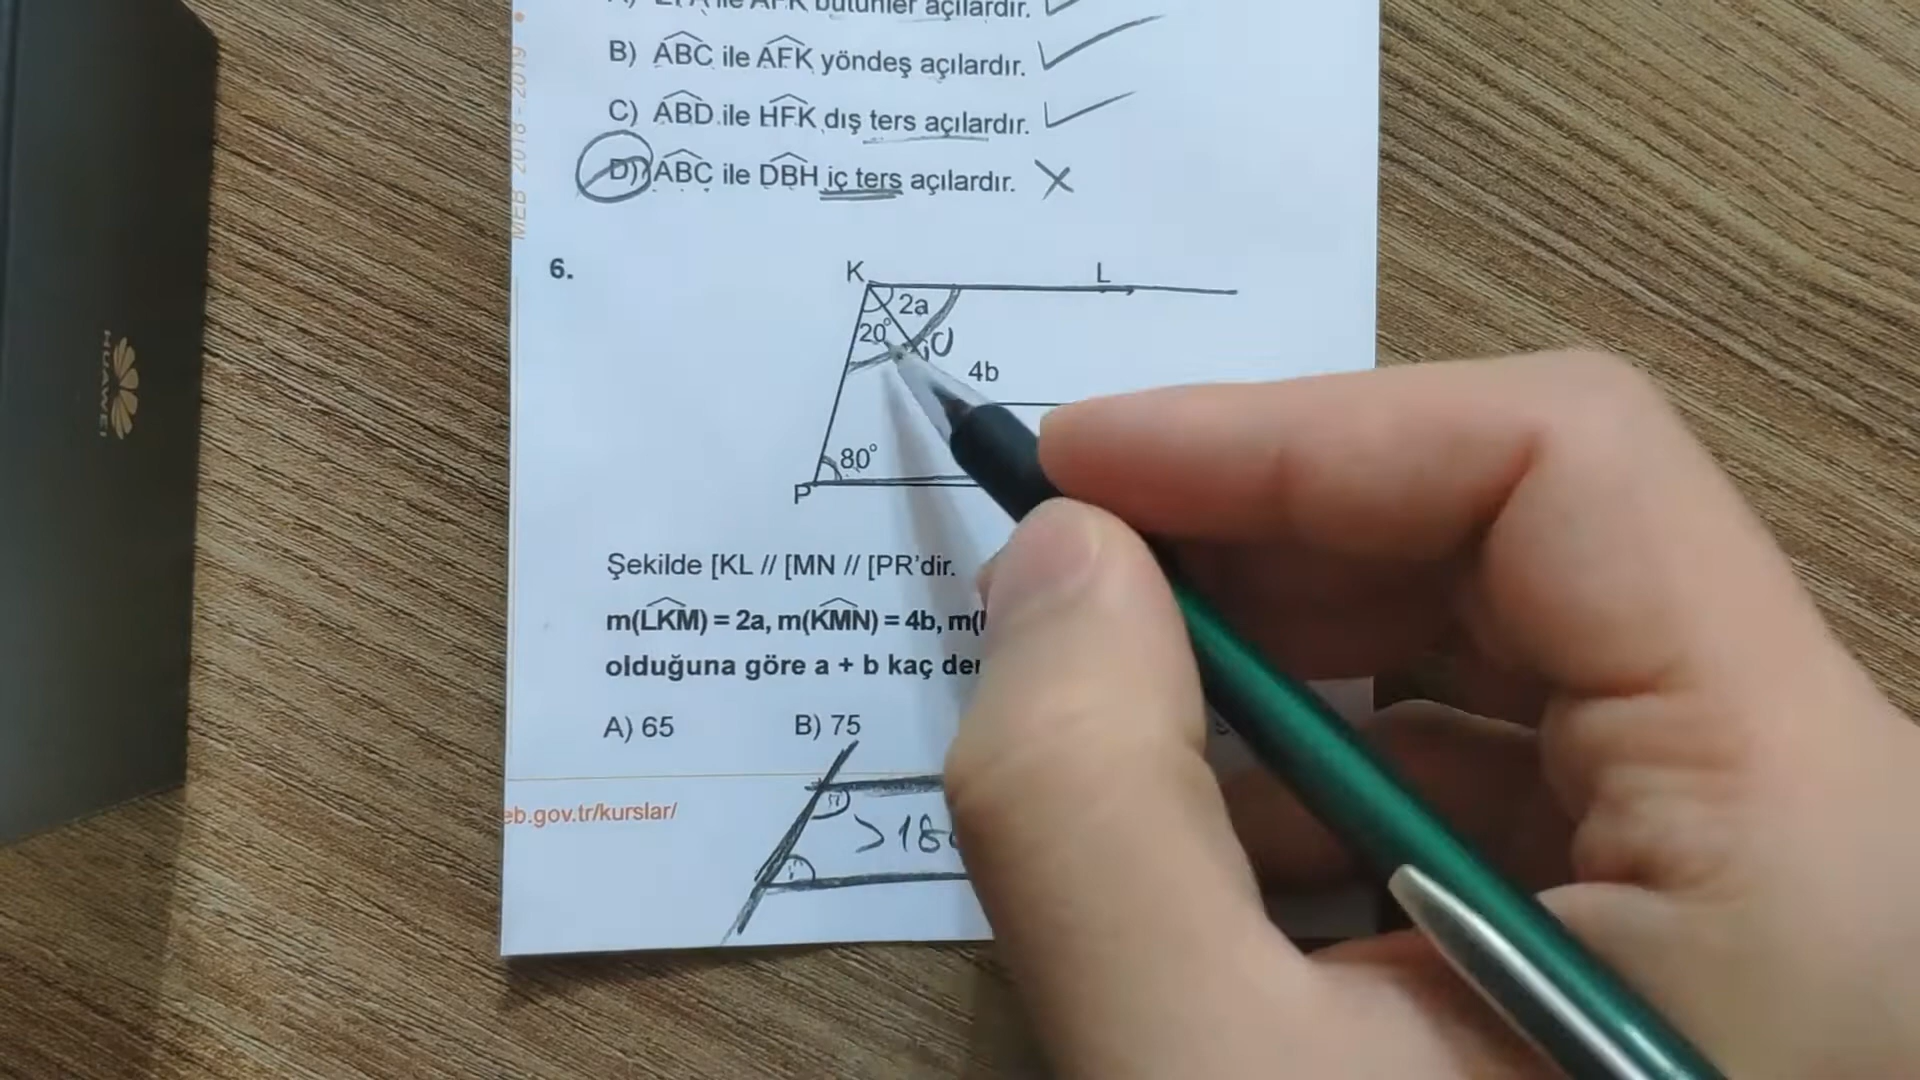 bütünler açılardır.
B) ABC ile AFK yöndeş açılardır.
C) ABD ile HFK dış ters açılardır.
D) ABC ile DBH iç ters açılardır.
MEB 2018 - 2019
HUAWEI
6.
K
L
2a
20°
4b
80°
P
Şekilde [KL // [MN // [PR'dir.
m(LKM) = 2a, m(KMN) = 4b, m(
olduğuna göre a + b kaç
A) 65
B) 75
eb.gov.tr/kurslar/